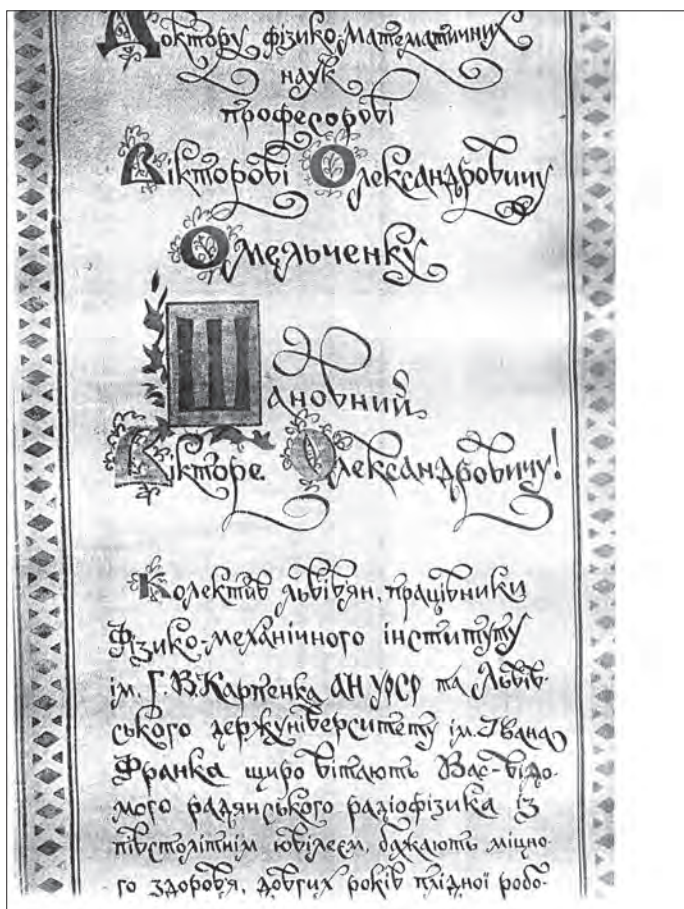 Доктору фізико-математичних
наук
професорові
Вікторові Олександровичу
Омельченку
Шановний
Вікторе Олександровичу!
Колектив львів'ян, працівники
Фізико-механічного інституту
ім. Г.В.Карпенка АН УРСР та Львів-
ського держуніверситету ім. Івана
Франка щиро вітають Вас-відо-
мого радянського радіофізика із
півстолітнім ювілеєм, бажають міцно-
го здоров'я, довгих років плідної робо-